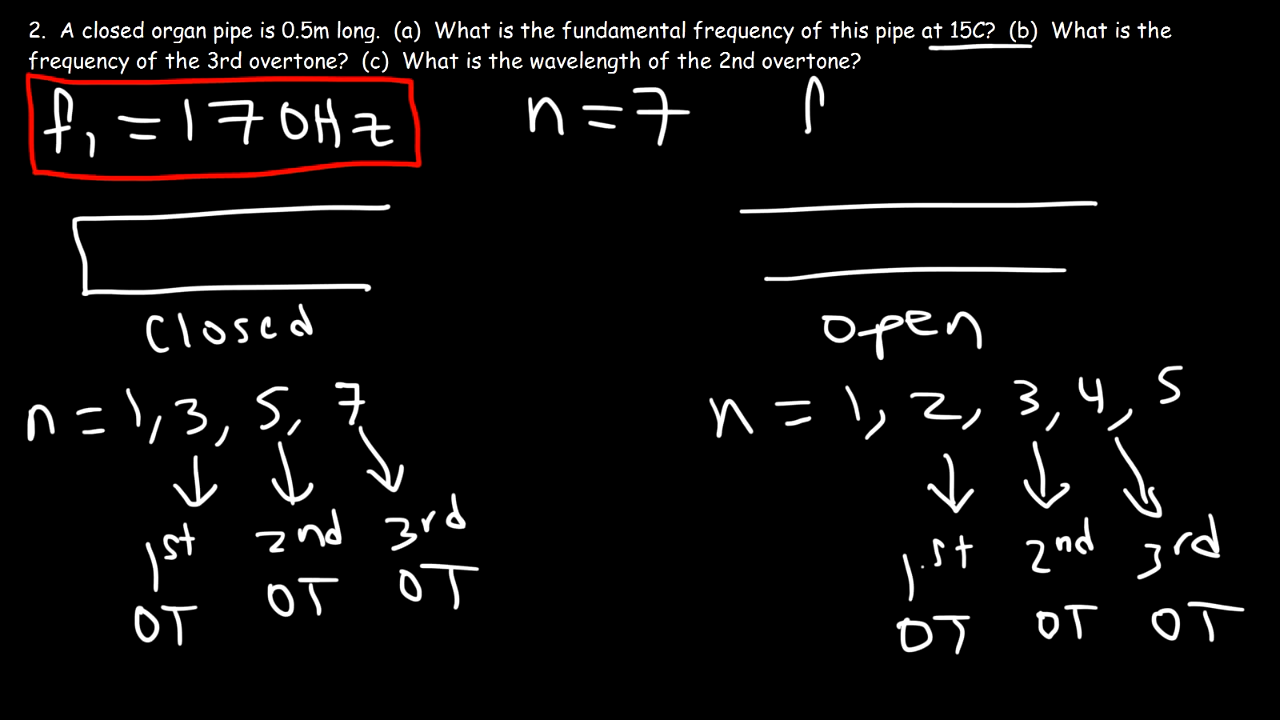 2. A closed organ pipe is 0.5m long. (a) What is the fundamental frequency of this pipe at 15C? (b) What is the
frequency of the 3rd overtone? (c) What is the wavelength of the 2nd overtone?
f₁ = 170Hz
n = 7
f
closed
open
n = 1, 3, 5, 7
n = 1, 2, 3, 4, 5
1st 2nd 3rd
OT OT OT
1st 2nd 3rd
OT OT OT